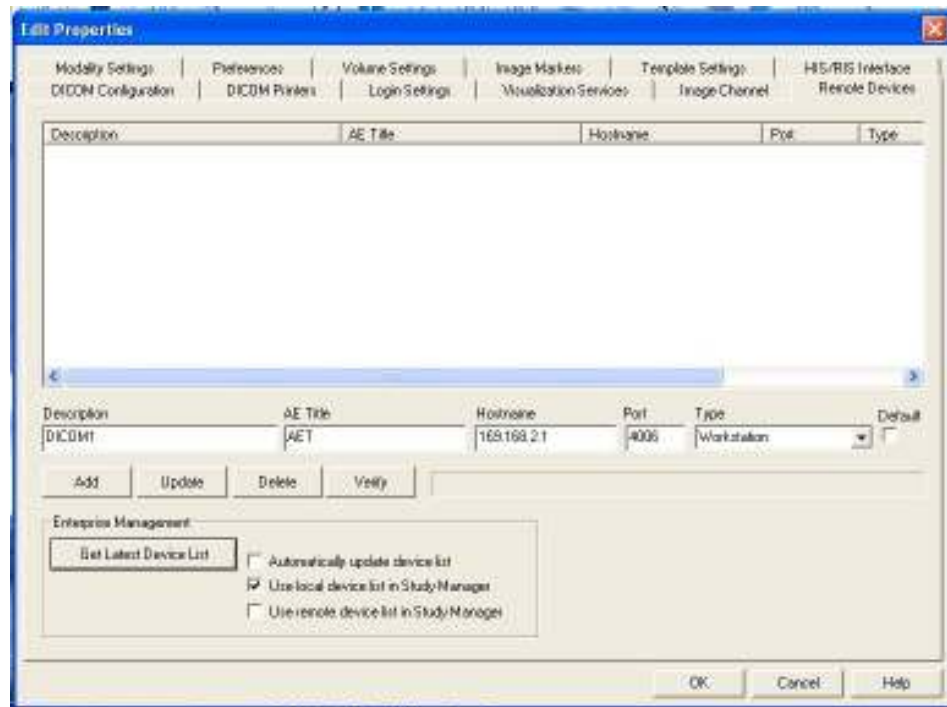 Edit Properties
Modality Settings Preferences Volume Settings Image Markers Template Settings HIS/RIS Interface
DICOM Configuration DICOM Printers Login Settings Visualization Services Image Channel Remote Devices
Description AE Title Hostname Port Type
Description AE Title Hostname Port Type Default
DICOM1 AET 169.168.2.1 4006 Workstation
Add Update Delete Verify
Enterprise Management
Get Latest Device List
Automatically update device list
Use local device list in Study Manager
Use remote device list in Study Manager
OK Cancel Help